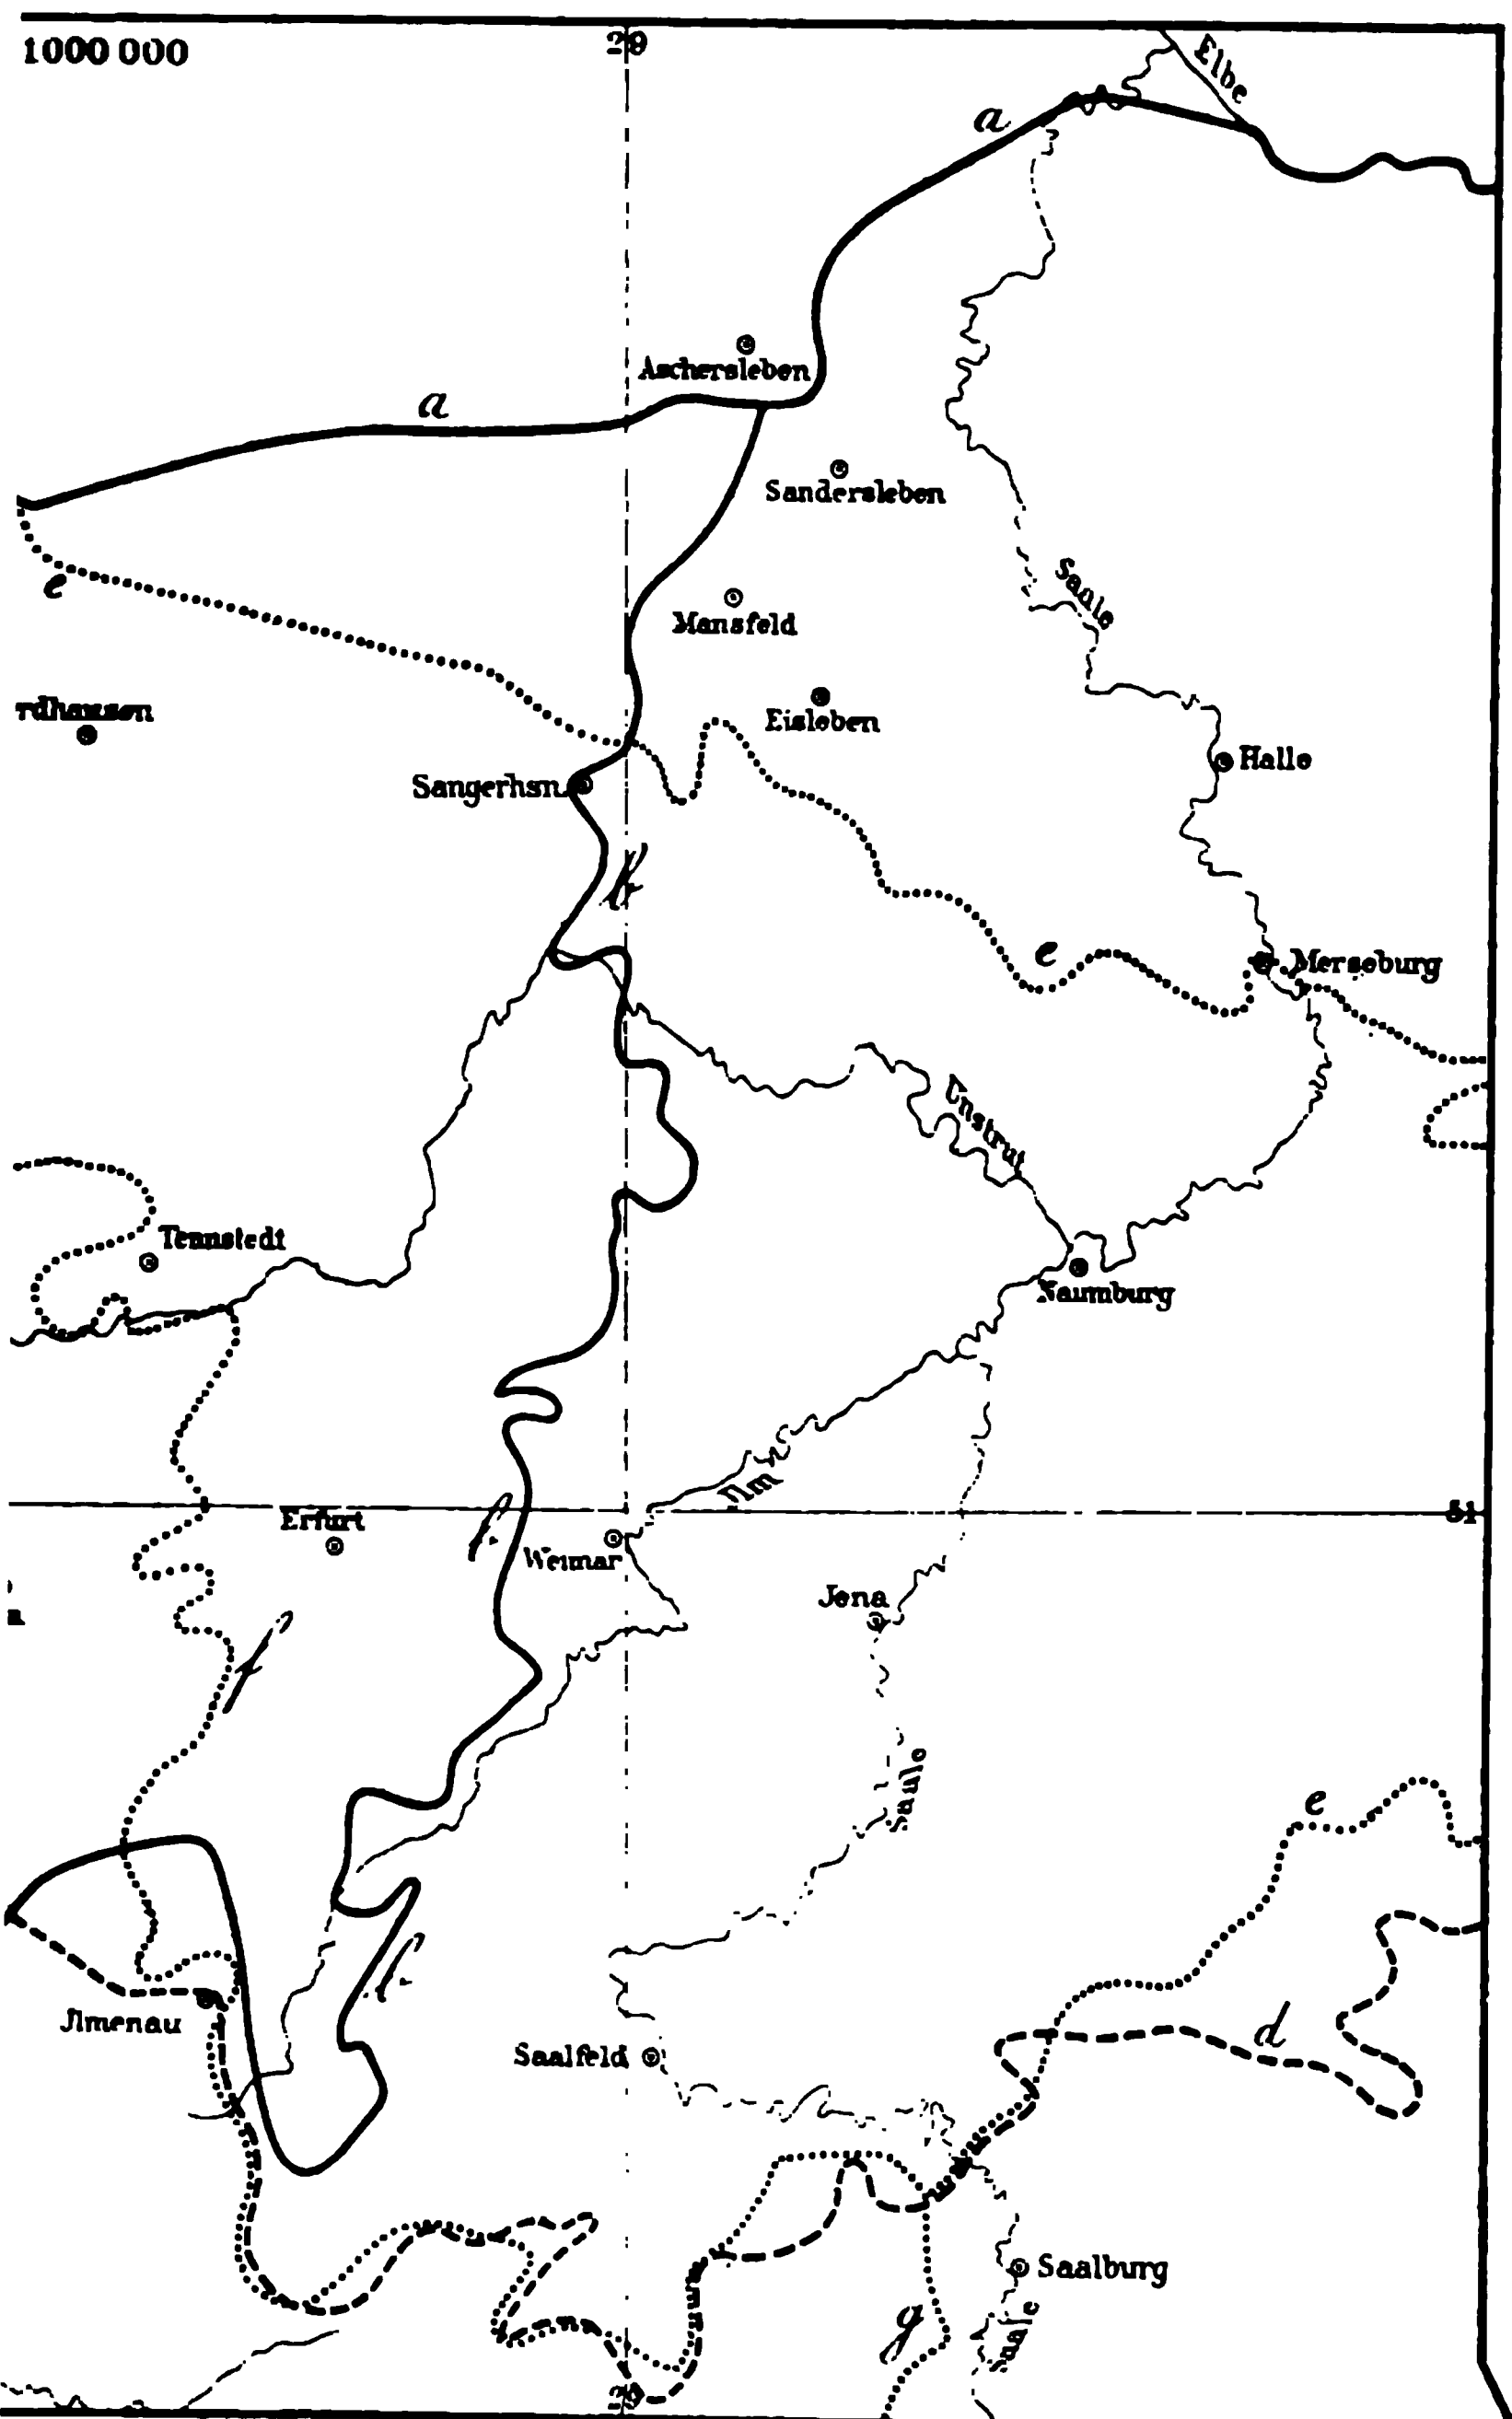 1000 000
29
Elbe
a
Aschersleben
a
Sandersleben
e
Saale
Mansfeld
rdhausen
Eisleben
Halle
Sangerhsn.
e
Merseburg
Unstrut
Tennstedt
Naumburg
Ilm
51
Erfurt
Weimar
Jena
Saale
e
Jlmenau
d
Saalfeld
Saalburg
g
Saale
29